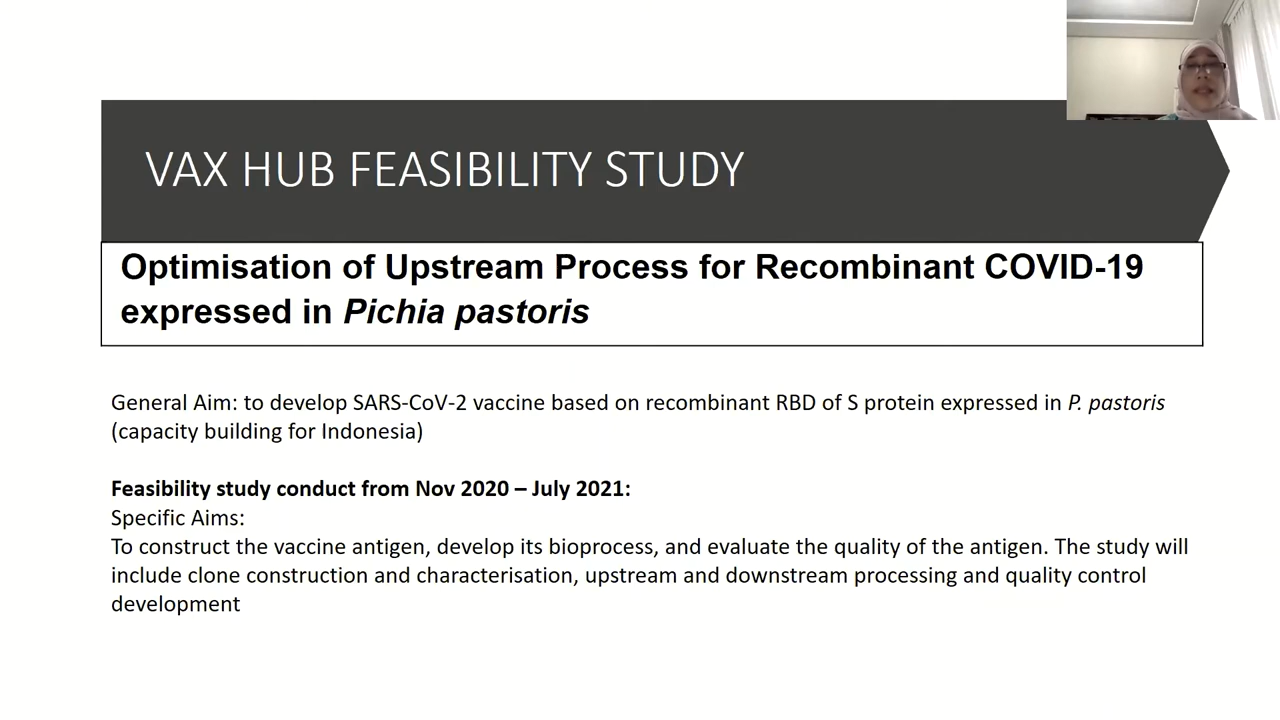 VAX HUB FEASIBILITY STUDY
Optimisation of Upstream Process for Recombinant COVID-19
expressed in Pichia pastoris
General Aim: to develop SARS-CoV-2 vaccine based on recombinant RBD of S protein expressed in P. pastoris
(capacity building for Indonesia)
Feasibility study conduct from Nov 2020 – July 2021:
Specific Aims:
To construct the vaccine antigen, develop its bioprocess, and evaluate the quality of the antigen. The study will
include clone construction and characterisation, upstream and downstream processing and quality control
development